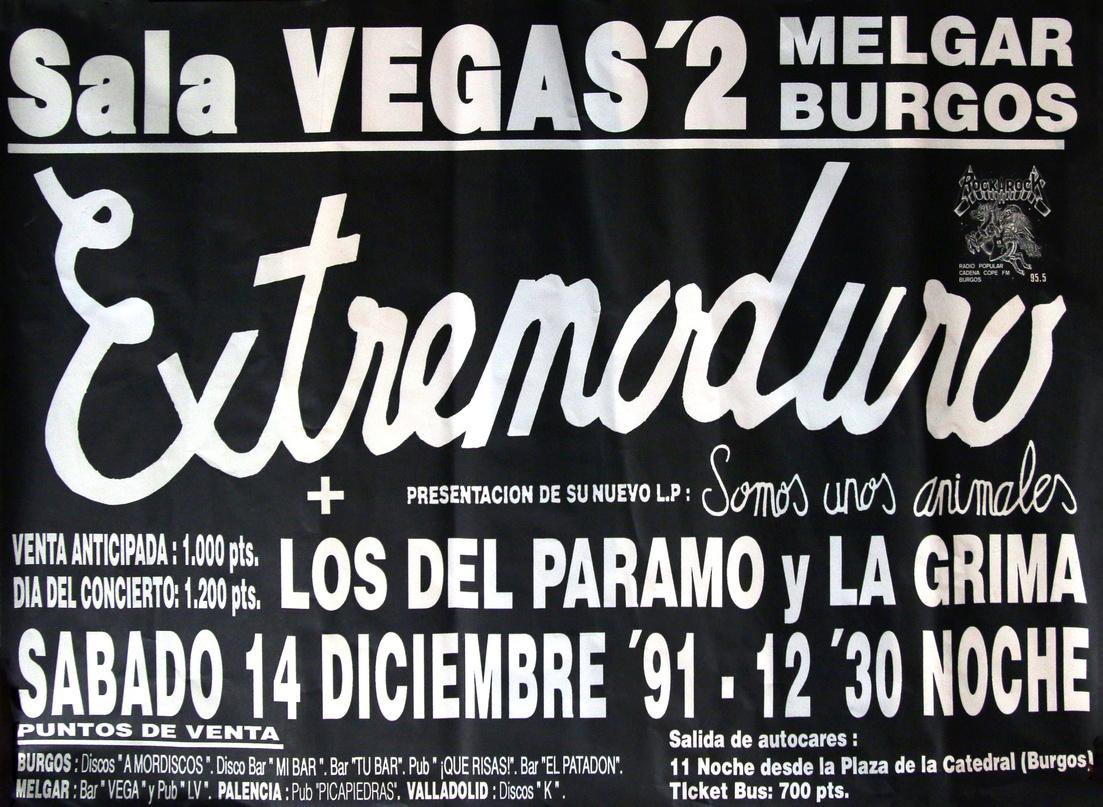 Sala VEGAS'2 MELGAR
BURGOS
Extremoduro
ROCK A ROCK
RADIO POPULAR
CADENA COPE FM
BURGOS 95.5
+ PRESENTACION DE SU NUEVO L.P : Somos unos animales
VENTA ANTICIPADA : 1.000 pts.
DIA DEL CONCIERTO: 1.200 pts.
LOS DEL PARAMO y LA GRIMA
SABADO 14 DICIEMBRE ´91 - 12 ´30 NOCHE
PUNTOS DE VENTA
BURGOS : Discos "A MORDISCOS ". Disco Bar " MI BAR ". Bar "TU BAR". Pub " ¡QUE RISAS!". Bar "EL PATADON".
MELGAR : Bar " VEGA " y Pub " LV ". PALENCIA : Pub "PICAPIEDRAS". VALLADOLID : Discos " K " .
Salida de autocares :
11 Noche desde la Plaza de la Catedral (Burgos)
TIcket Bus: 700 pts.